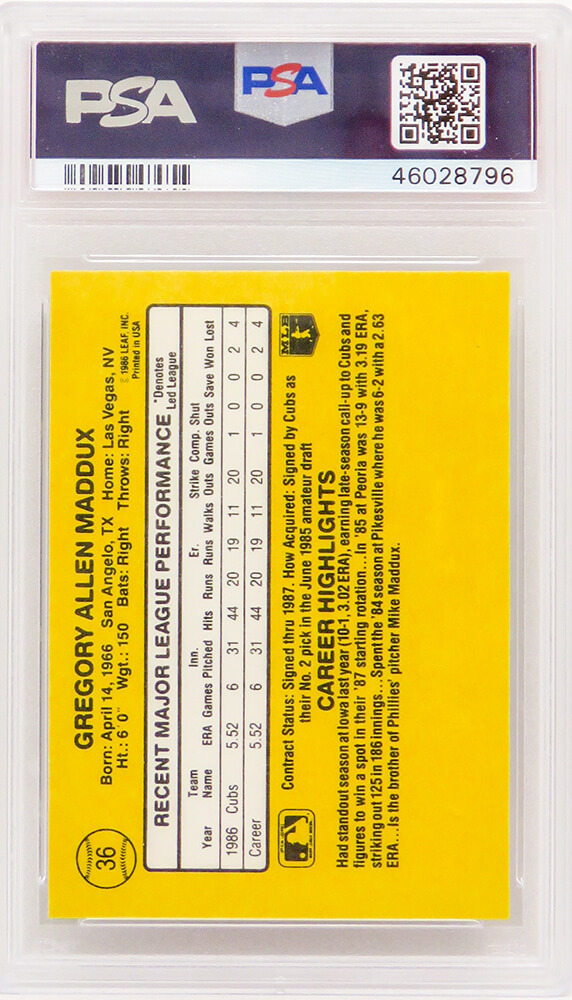 PSA
PSA
46028796
36
GREGORY ALLEN MADDUX
Born: April 14, 1966 San Angelo, TX Home: Las Vegas, NV
Ht.: 6'0" Wgt.: 150 Bats: Right Throws: Right
© 1986 LEAF, INC.
Printed in USA
RECENT MAJOR LEAGUE PERFORMANCE
*Denotes
Led League
Team Inn. Er. Strike Comp. Shut
Year Name ERA Games Pitched Hits Runs Runs Walks Outs Games Outs Save Won Lost
1986 Cubs 5.52 6 31 44 20 19 11 20 1 0 0 2 4
Career 5.52 6 31 44 20 19 11 20 1 0 0 2 4
Contract Status: Signed thru 1987. How Acquired: Signed by Cubs as
their No. 2 pick in the June 1985 amateur draft
MLB
CAREER HIGHLIGHTS
Had standout season at Iowa last year (10-1, 3.02 ERA), earning late-season call-up to Cubs and
figures to win a spot in their '87 starting rotation...In '85 at Peoria was 13-9 with 3.19 ERA,
striking out 125 in 186 innings...Spent the '84 season at Pikesville where he was 6-2 with a 2.63
ERA...Is the brother of Phillies' pitcher Mike Maddux.